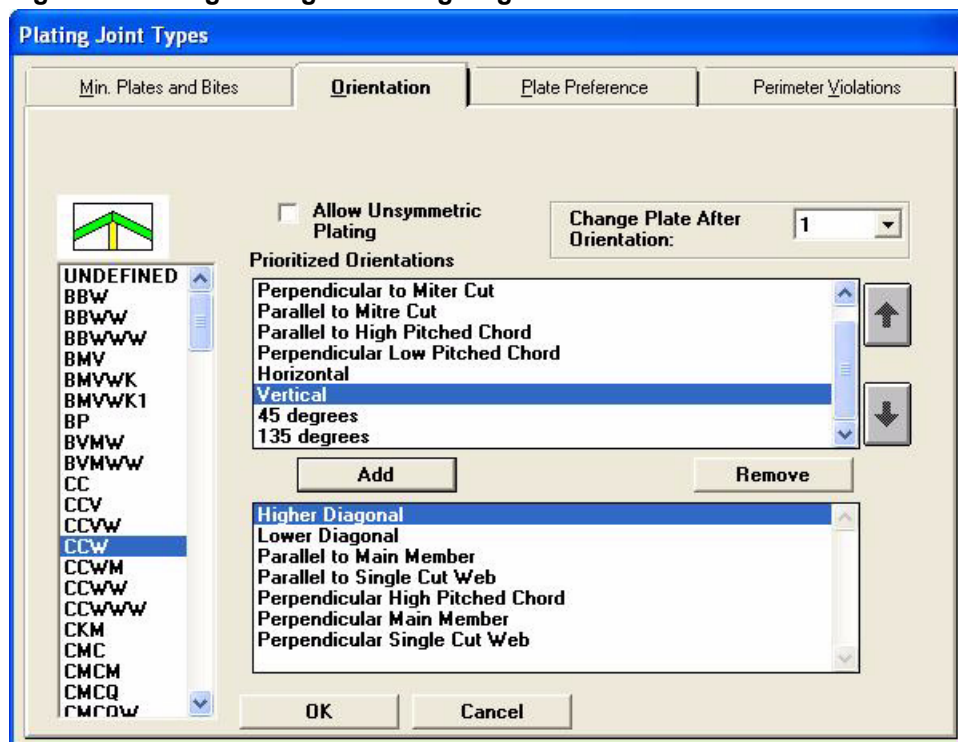 Plating Joint Types
Min. Plates and Bites
Orientation
Plate Preference
Perimeter Violations
Allow Unsymmetric
Plating
Change Plate After
Orientation:
1
Prioritized Orientations
UNDEFINED
BBW
BBWW
BBWWW
BMV
BMVWK
BMVWK1
BP
BVMW
BVMWW
CC
CCV
CCVW
CCW
CCWM
CCWW
CCWWW
CKM
CMC
CMCM
CMCQ
CMCQW
Perpendicular to Miter Cut
Parallel to Mitre Cut
Parallel to High Pitched Chord
Perpendicular Low Pitched Chord
Horizontal
Vertical
45 degrees
135 degrees
Add
Remove
Higher Diagonal
Lower Diagonal
Parallel to Main Member
Parallel to Single Cut Web
Perpendicular High Pitched Chord
Perpendicular Main Member
Perpendicular Single Cut Web
OK
Cancel